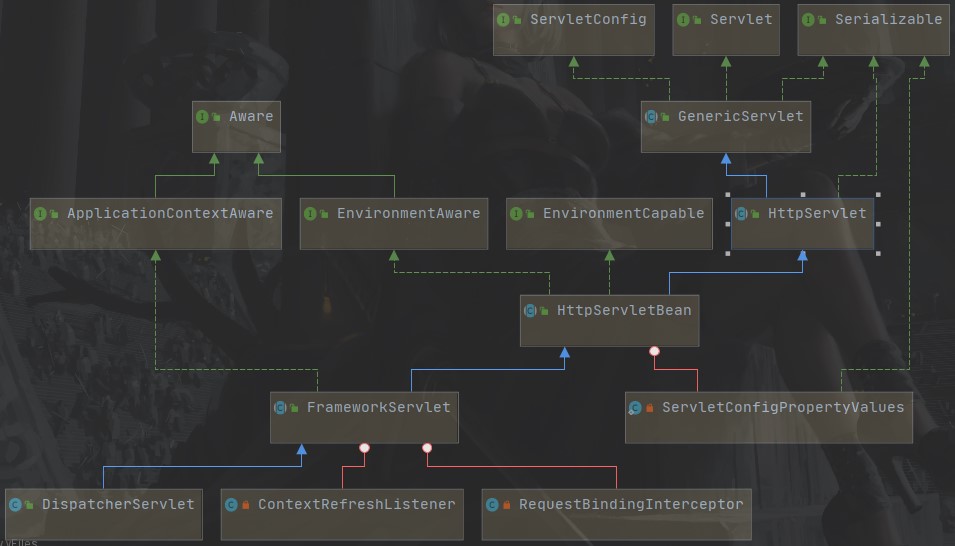 ServletConfig
Servlet
Serializable
Aware
GenericServlet
ApplicationContextAware
EnvironmentAware
EnvironmentCapable
HttpServlet
HttpServletBean
FrameworkServlet
ServletConfigPropertyValues
DispatcherServlet
ContextRefreshListener
RequestBindingInterceptor